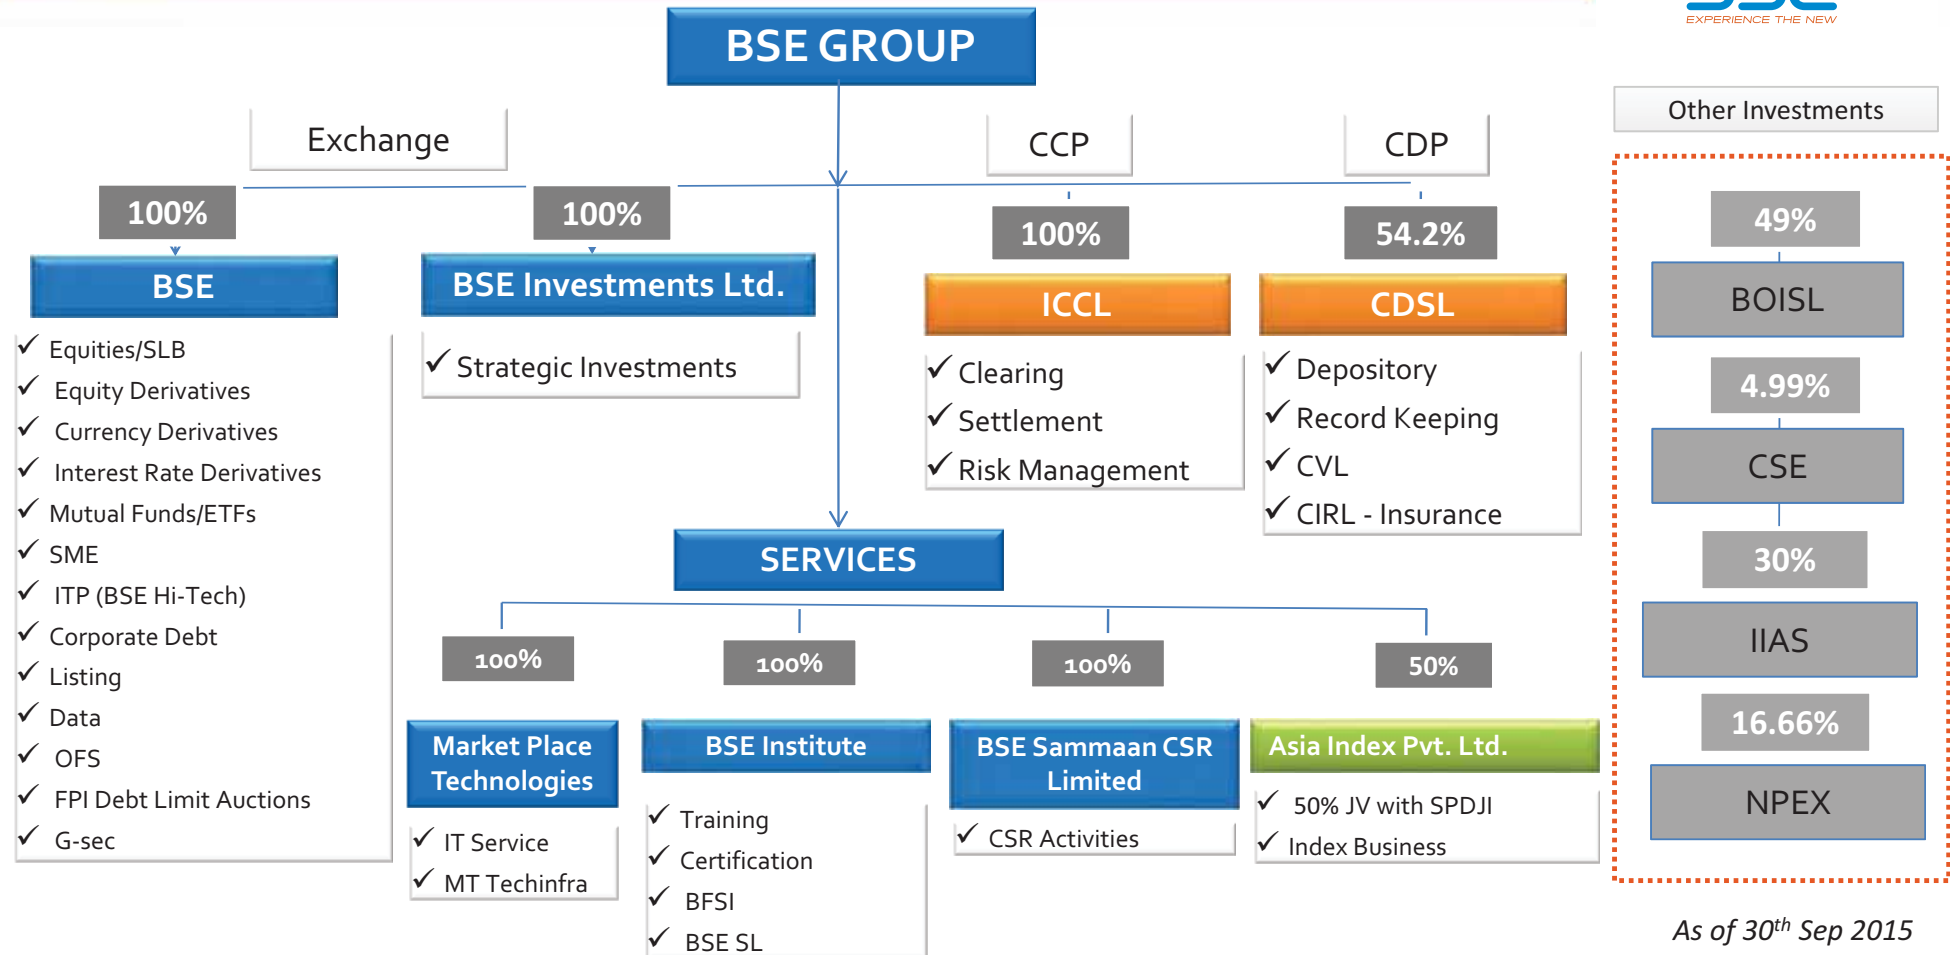 EXPERIENCE THE NEW
BSE GROUP
Other Investments
Exchange
CCP
CDP
100%
100%
100%
54.2%
BSE
BSE Investments Ltd.
ICCL
CDSL
Equities/SLB
Equity Derivatives
Currency Derivatives
Interest Rate Derivatives
Mutual Funds/ETFs
SME
ITP (BSE Hi-Tech)
Corporate Debt
Listing
Data
OFS
FPI Debt Limit Auctions
G-sec
Strategic Investments
Clearing
Settlement
Risk Management
Depository
Record Keeping
CVL
CIRL - Insurance
SERVICES
100%
100%
100%
50%
Market Place
Technologies
IT Service
MT Techinfra
BSE Institute
Training
Certification
BFSI
BSE SL
BSE Sammaan CSR
Limited
CSR Activities
Asia Index Pvt. Ltd.
50% JV with SPDJI
Index Business
49%
BOISL
4.99%
CSE
30%
IIAS
16.66%
NPEX
As of 30th Sep 2015